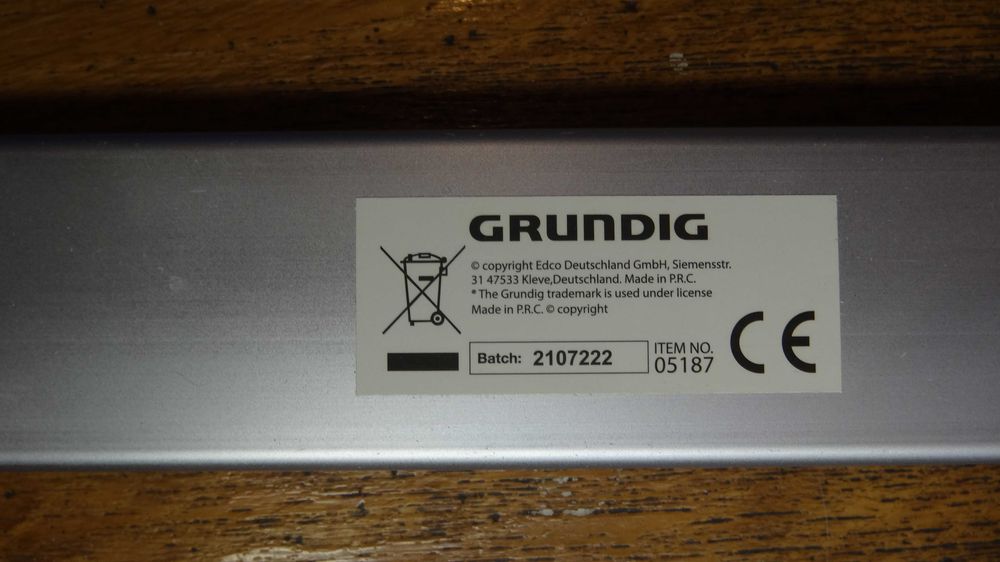 GRUNDIG
© copyright Edco Deutschland GmbH, Siemensstr.
31 47533 Kleve,Deutschland. Made in P.R.C.
* The Grundig trademark is used under license
Made in P.R.C. © copyright
Batch: 2107222
ITEM NO.
05187
CE